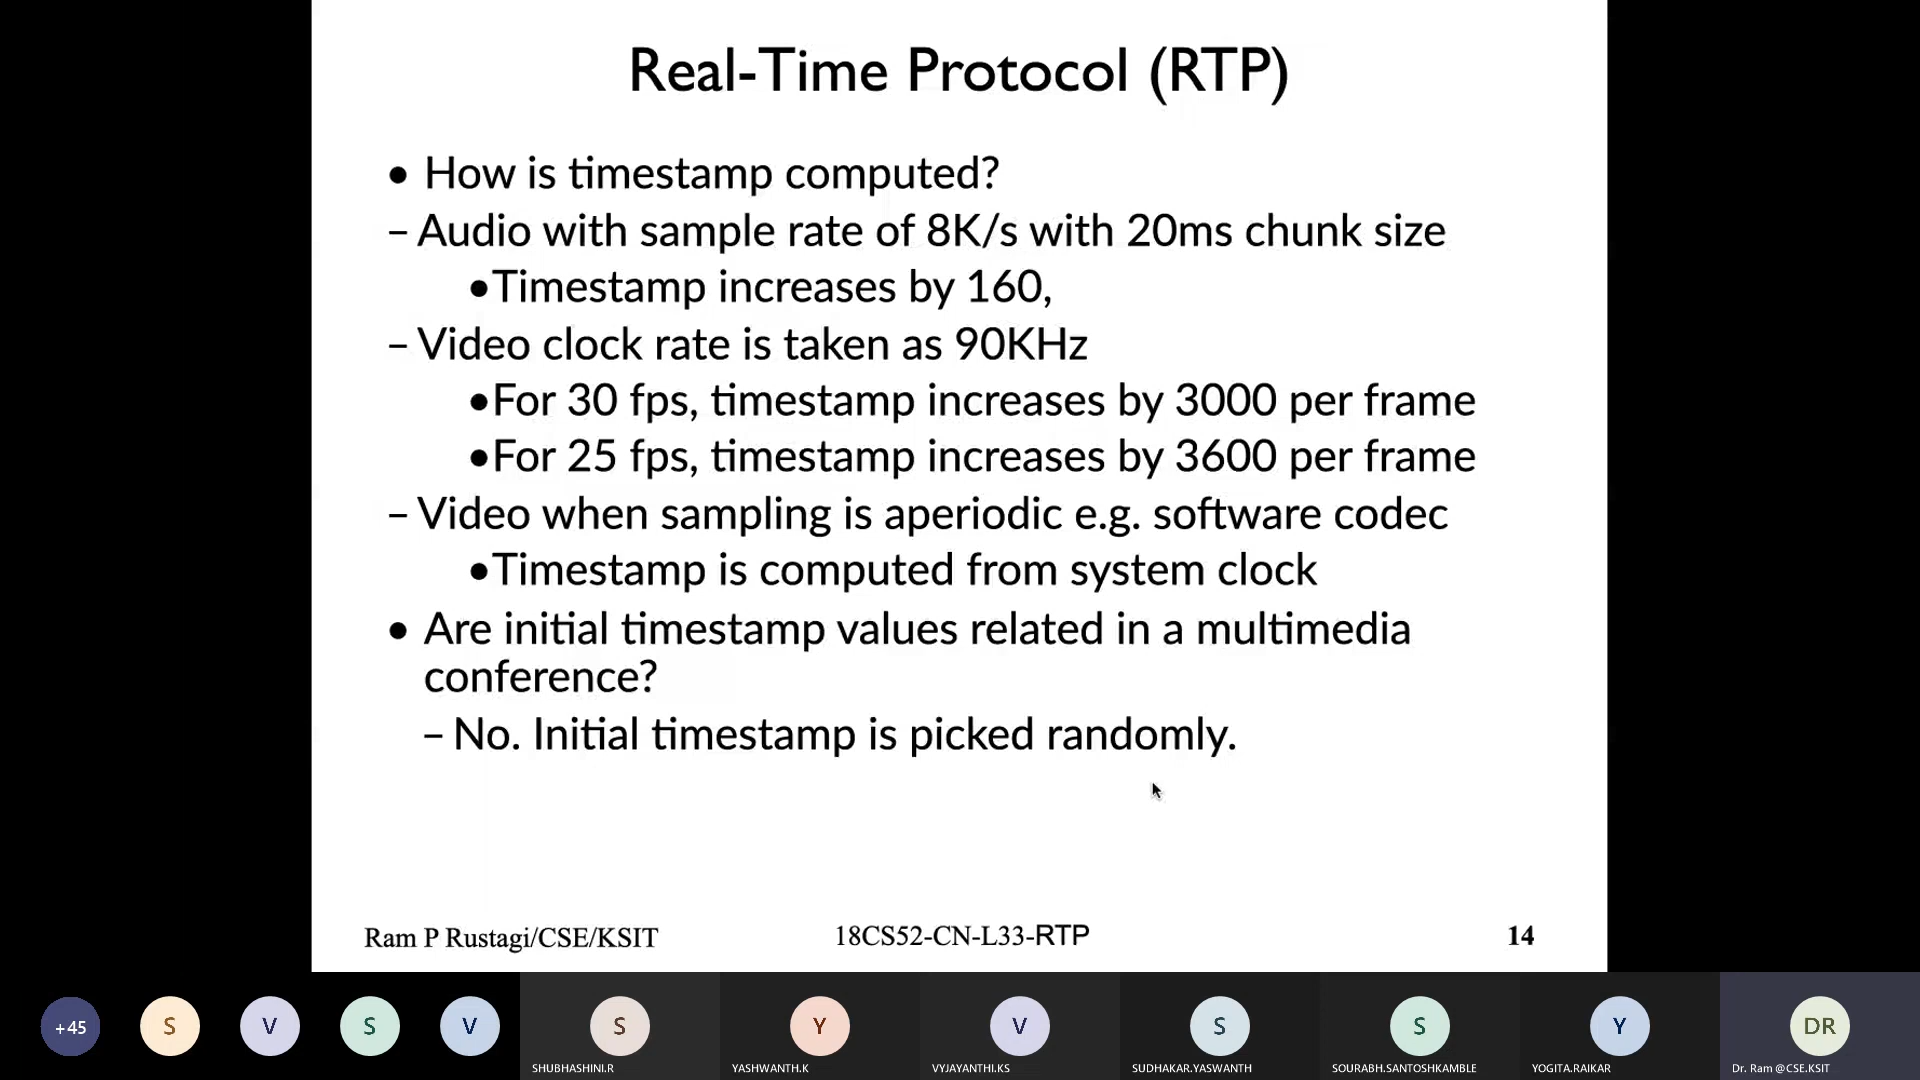 Real-Time Protocol (RTP)
• How is timestamp computed?
– Audio with sample rate of 8K/s with 20ms chunk size
•Timestamp increases by 160,
– Video clock rate is taken as 90KHz
•For 30 fps, timestamp increases by 3000 per frame
•For 25 fps, timestamp increases by 3600 per frame
– Video when sampling is aperiodic e.g. software codec
•Timestamp is computed from system clock
• Are initial timestamp values related in a multimedia
conference?
– No. Initial timestamp is picked randomly.
Ram P Rustagi/CSE/KSIT 18CS52-CN-L33-RTP 14
+45 S V S V S Y V S S Y DR
SHUBHASHINI.R YASHWANTH.K VYJAYANTHI.KS SUDHAKAR.YASWANTH SOURABH.SANTOSHKAMBLE YOGITA.RAIKAR Dr. Ram @CSE.KSIT